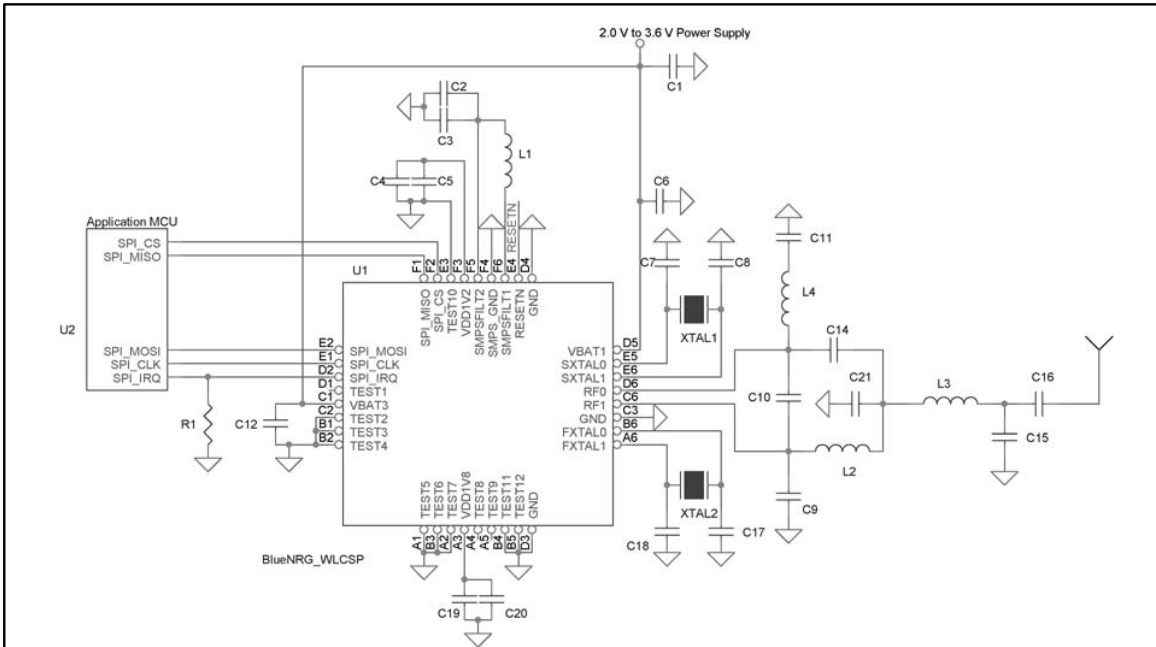 2.0 V to 3.6 V Power Supply
C1
C2
C3
L1
C4
C5
C6
RESETN
Application MCU
SPI_CS
SPI_MISO
U2
SPI_MOSI
SPI_CLK
SPI_IRQ
R1
C12
U1
F1
F2
E3
F3
F5
F4
F6
E4
D4
SPI_MISO
SPI_CS
TEST10
VDD1V2
SMPSFILT2
SMPS_GND
SMPSFILT1
RESETN
GND
C7
C8
XTAL1
C11
L4
E2 SPI_MOSI
E1 SPI_CLK
D2 SPI_IRQ
D1 TEST1
C1 VBAT3
C2 TEST2
B1 TEST3
B2 TEST4
VBAT1 D5
SXTAL0 E5
SXTAL1 E6
RF0 D6
RF1 C6
GND C3
FXTAL0 B6
FXTAL1 A6
C14
C21
C10
L3
C16
C15
L2
C9
XTAL2
C18
C17
TEST5
TEST6
TEST7
VDD1V8
TEST8
TEST9
TEST11
TEST12
GND
A1
B3
A2
A3
A4
A5
B4
B5
D3
BlueNRG_WLCSP
C19
C20